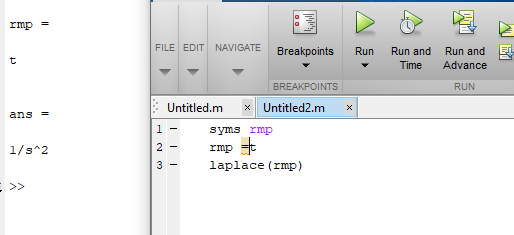 rmp =
t
ans =
1/s^2
>>
FILE EDIT NAVIGATE
Breakpoints Run Run and Time Run and Advance
BREAKPOINTS RUN
Untitled.m × Untitled2.m ×
1 – syms rmp
2 – rmp =t
3 – laplace(rmp)